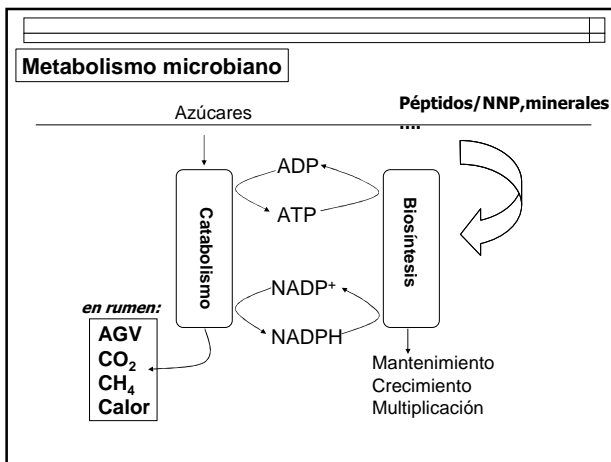 Metabolismo microbiano
Azúcares
Péptidos/NNP,minerales
....
ADP
ATP
Catabolismo
Biosíntesis
NADP⁺
NADPH
en rumen:
AGV
CO₂
CH₄
Calor
Mantenimiento
Crecimiento
Multiplicación